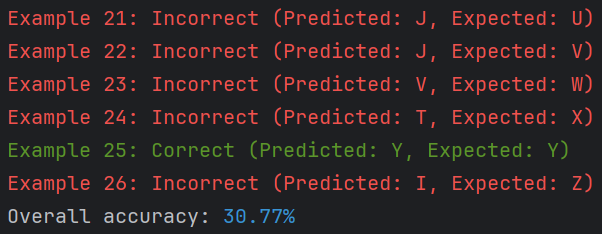 Example 21: Incorrect (Predicted: J, Expected: U)
Example 22: Incorrect (Predicted: J, Expected: V)
Example 23: Incorrect (Predicted: V, Expected: W)
Example 24: Incorrect (Predicted: T, Expected: X)
Example 25: Correct (Predicted: Y, Expected: Y)
Example 26: Incorrect (Predicted: I, Expected: Z)
Overall accuracy: 30.77%